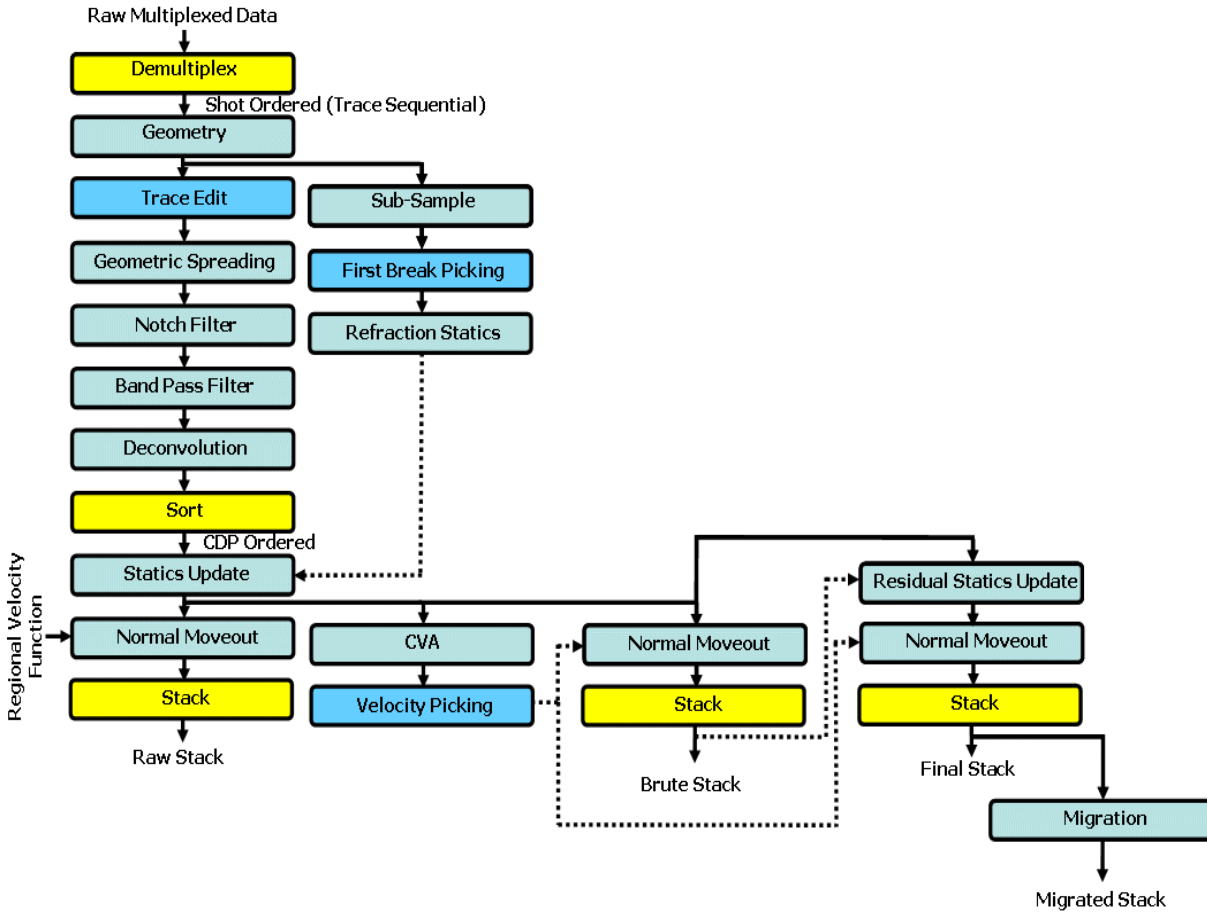 Raw Multiplexed Data
Demultiplex
Shot Ordered (Trace Sequential)
Geometry
Trace Edit
Sub-Sample
Geometric Spreading
First Break Picking
Notch Filter
Refraction Statics
Band Pass Filter
Deconvolution
Sort
CDP Ordered
Statics Update
Residual Statics Update
Regional Velocity
Function
Normal Moveout
CVA
Normal Moveout
Normal Moveout
Stack
Velocity Picking
Stack
Stack
Raw Stack
Brute Stack
Final Stack
Migration
Migrated Stack